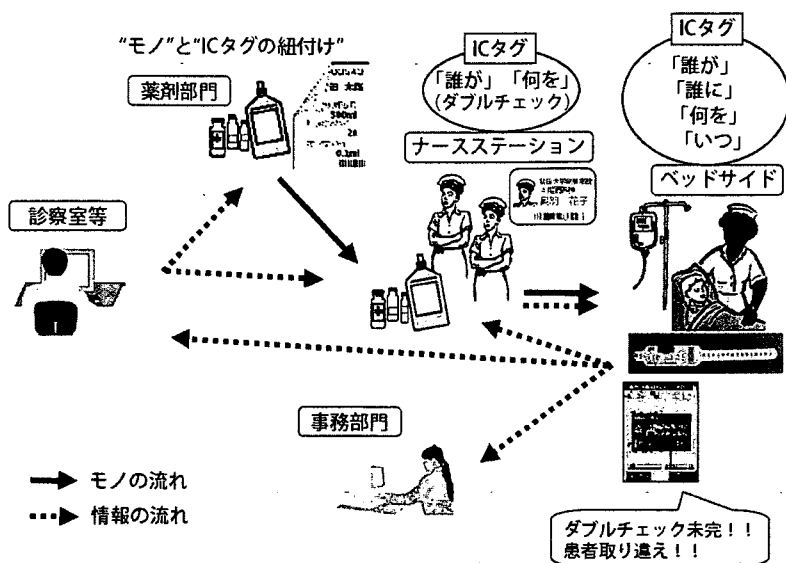 “モノ”と“ICタグの紐付け”
薬剤部門
500ml
0.1ml
ICタグ
「誰が」「何を」
(ダブルチェック)
ナースステーション
花子
ICタグ
「誰が」
「誰に」
「何を」
「いつ」
ベッドサイド
診察室等
事務部門
モノの流れ
情報の流れ
ダブルチェック未完!!
患者取り違え!!